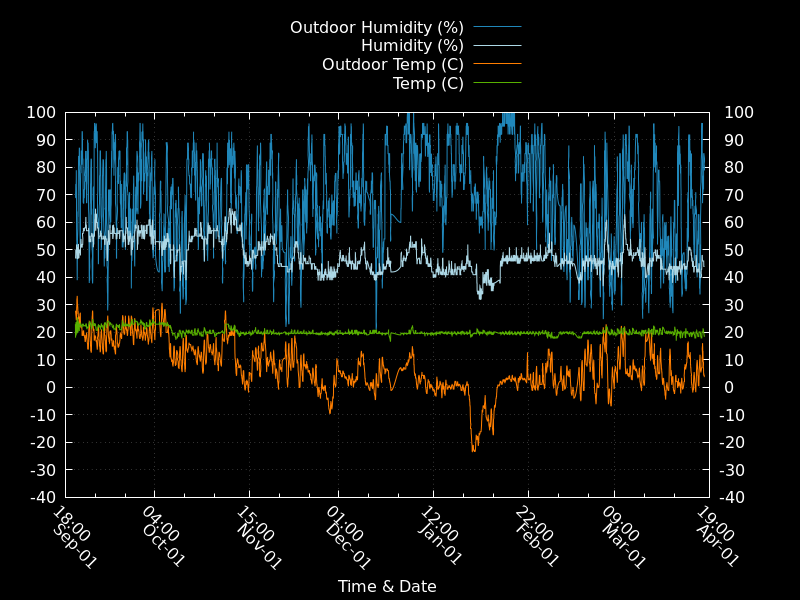 Outdoor Humidity (%)
Humidity (%)
Outdoor Temp (C)
Temp (C)
100 100
90 90
80 80
70 70
60 60
50 50
40 40
30 30
20 20
10 10
0 0
-10 -10
-20 -20
-30 -30
-40 -40
18:00
Sep-01
04:00
Oct-01
15:00
Nov-01
01:00
Dec-01
12:00
Jan-01
22:00
Feb-01
09:00
Mar-01
19:00
Apr-01
Time & Date